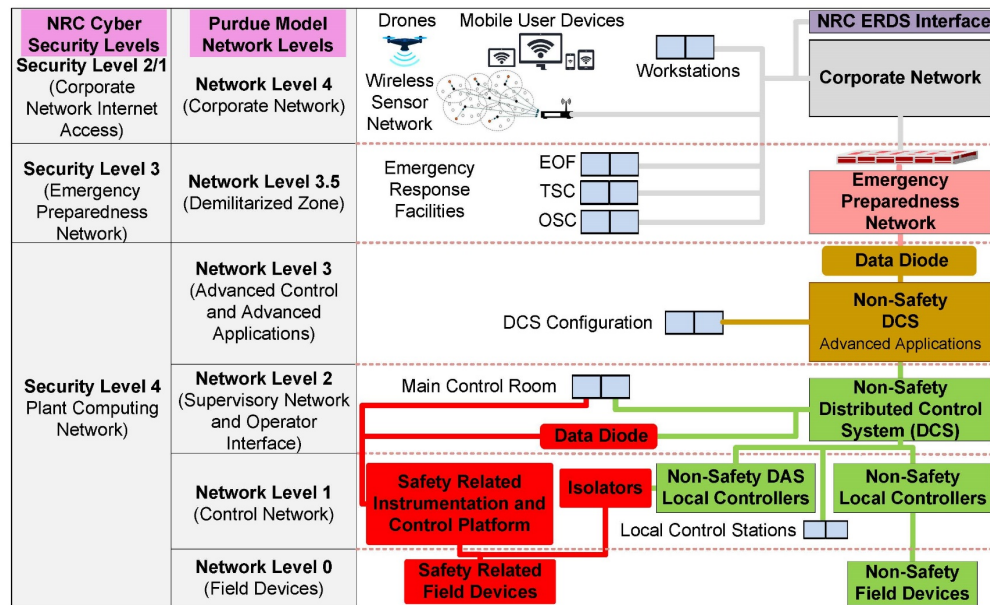 NRC Cyber
Security Levels
Purdue Model
Network Levels
Drones
Mobile User Devices
NRC ERDS Interface
Security Level 2/1
(Corporate
Network Internet
Access)
Network Level 4
(Corporate Network)
Wireless
Sensor
Network
Workstations
Corporate Network
Security Level 3
(Emergency
Preparedness
Network)
Network Level 3.5
(Demilitarized Zone)
Emergency
Response
Facilities
EOF
TSC
OSC
Emergency
Preparedness
Network
Security Level 4
Plant Computing
Network)
Network Level 3
(Advanced Control
and Advanced
Applications)
DCS Configuration
Data Diode
Non-Safety
DCS
Advanced Applications
Network Level 2
(Supervisory Network
and Operator
Interface)
Main Control Room
Data Diode
Non-Safety
Distributed Control
System (DCS)
Network Level 1
(Control Network)
Safety Related
Instrumentation and
Control Platform
Isolators
Non-Safety DAS
Local Controllers
Non-Safety
Local Controllers
Local Control Stations
Network Level 0
(Field Devices)
Safety Related
Field Devices
Non-Safety
Field Devices